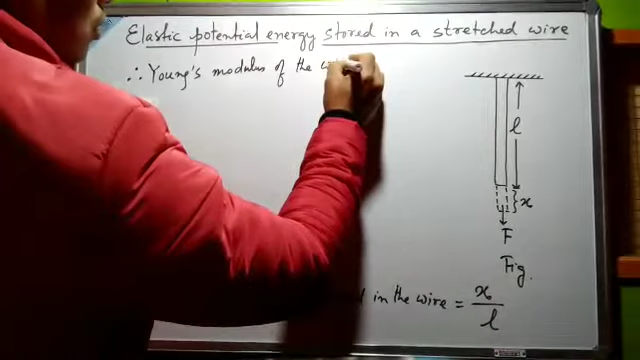 Elastic potential energy stored in a stretched wire
∴ Young's modulus of the
l
x
F
Fig.
in the wire = x/l